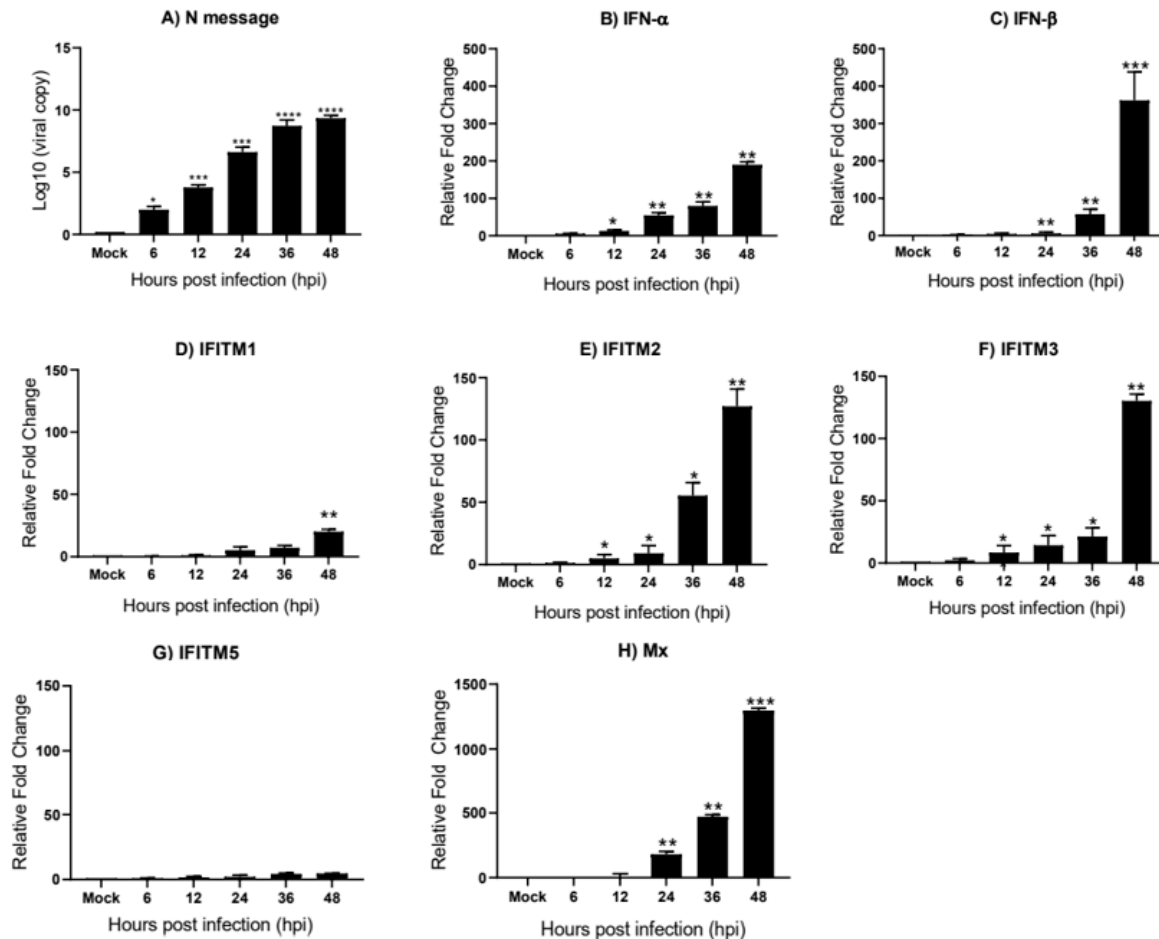 A) N message
Log10 (viral copy)
15
10
5
0
* *** *** **** ****
Mock 6 12 24 36 48
Hours post infection (hpi)
B) IFN-α
Relative Fold Change
500
400
300
200
100
0
* ** ** **
Mock 6 12 24 36 48
Hours post infection (hpi)
C) IFN-β
Relative Fold Change
500
400
300
200
100
0
** ** ***
Mock 6 12 24 36 48
Hours post infection (hpi)
D) IFITM1
Relative Fold Change
150
100
50
0
**
Mock 6 12 24 36 48
Hours post infection (hpi)
E) IFITM2
Relative Fold Change
150
100
50
0
* * * **
Mock 6 12 24 36 48
Hours post infection (hpi)
F) IFITM3
Relative Fold Change
150
100
50
0
* * * **
Mock 6 12 24 36 48
Hours post infection (hpi)
G) IFITM5
Relative Fold Change
150
100
50
0
Mock 6 12 24 36 48
Hours post infection (hpi)
H) Mx
Relative Fold Change
1500
1000
500
0
** ** ***
Mock 6 12 24 36 48
Hours post infection (hpi)